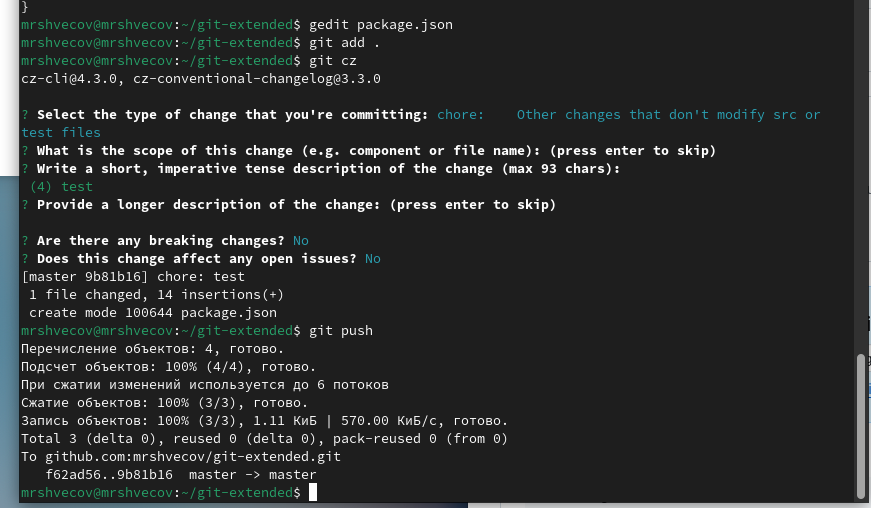 }
mrshvecov@mrshvecov:~/git-extended$ gedit package.json
mrshvecov@mrshvecov:~/git-extended$ git add .
mrshvecov@mrshvecov:~/git-extended$ git cz
cz-cli@4.3.0, cz-conventional-changelog@3.3.0
? Select the type of change that you're committing: chore:    Other changes that don't modify src or
test files
? What is the scope of this change (e.g. component or file name): (press enter to skip)
? Write a short, imperative tense description of the change (max 93 chars):
 (4) test
? Provide a longer description of the change: (press enter to skip)
? Are there any breaking changes? No
? Does this change affect any open issues? No
[master 9b81b16] chore: test
 1 file changed, 14 insertions(+)
 create mode 100644 package.json
mrshvecov@mrshvecov:~/git-extended$ git push
Перечисление объектов: 4, готово.
Подсчет объектов: 100% (4/4), готово.
При сжатии изменений используется до 6 потоков
Сжатие объектов: 100% (3/3), готово.
Запись объектов: 100% (3/3), 1.11 КиБ | 570.00 КиБ/с, готово.
Total 3 (delta 0), reused 0 (delta 0), pack-reused 0 (from 0)
To github.com:mrshvecov/git-extended.git
   f62ad56..9b81b16  master -> master
mrshvecov@mrshvecov:~/git-extended$